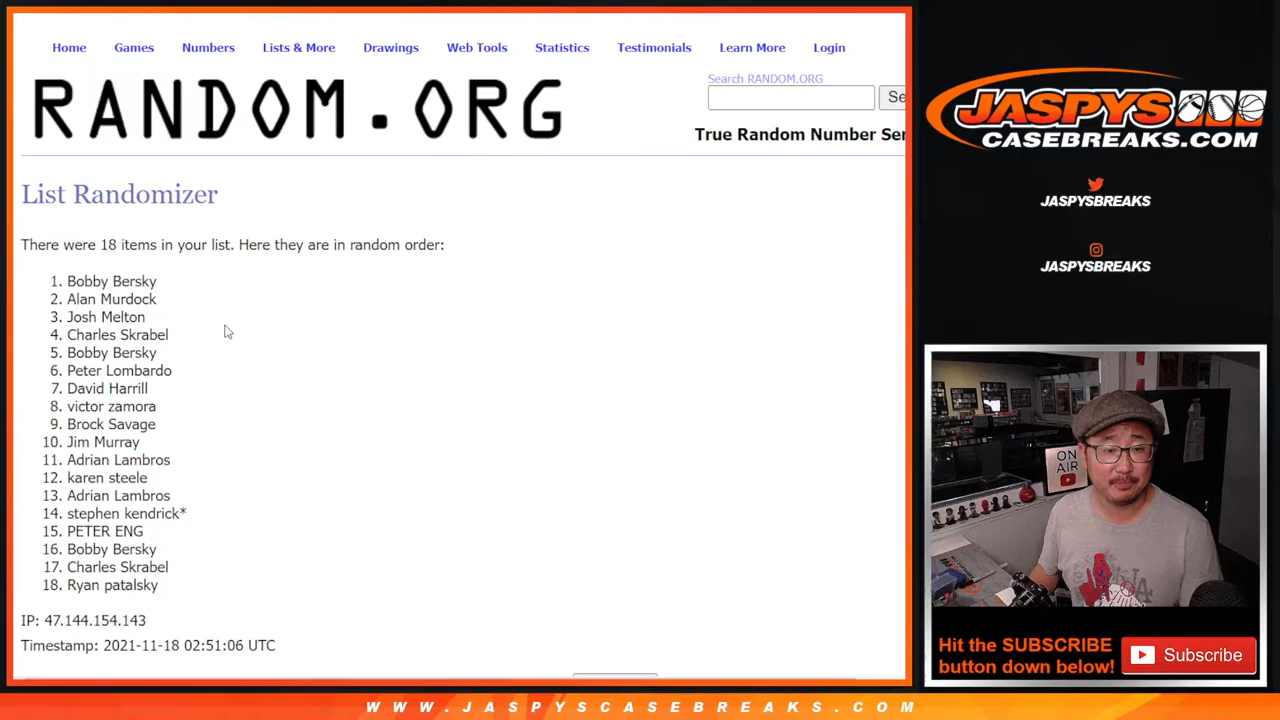 Home Games Numbers Lists & More Drawings Web Tools Statistics Testimonials Learn More Login
Search RANDOM.ORG
RANDOM.ORG
Se
True Random Number Ser
List Randomizer
There were 18 items in your list. Here they are in random order:
1. Bobby Bersky
2. Alan Murdock
3. Josh Melton
4. Charles Skrabel
5. Bobby Bersky
6. Peter Lombardo
7. David Harrill
8. victor zamora
9. Brock Savage
10. Jim Murray
11. Adrian Lambros
12. karen steele
13. Adrian Lambros
14. stephen kendrick*
15. PETER ENG
16. Bobby Bersky
17. Charles Skrabel
18. Ryan patalsky
IP: 47.144.154.143
Timestamp: 2021-11-18 02:51:06 UTC
JASPYS
CASEBREAKS.COM
JASPYSBREAKS
JASPYSBREAKS
ON
AIR
Hit the SUBSCRIBE
button down below!
Subscribe
WWW.JASPYSCASEBREAKS.COM